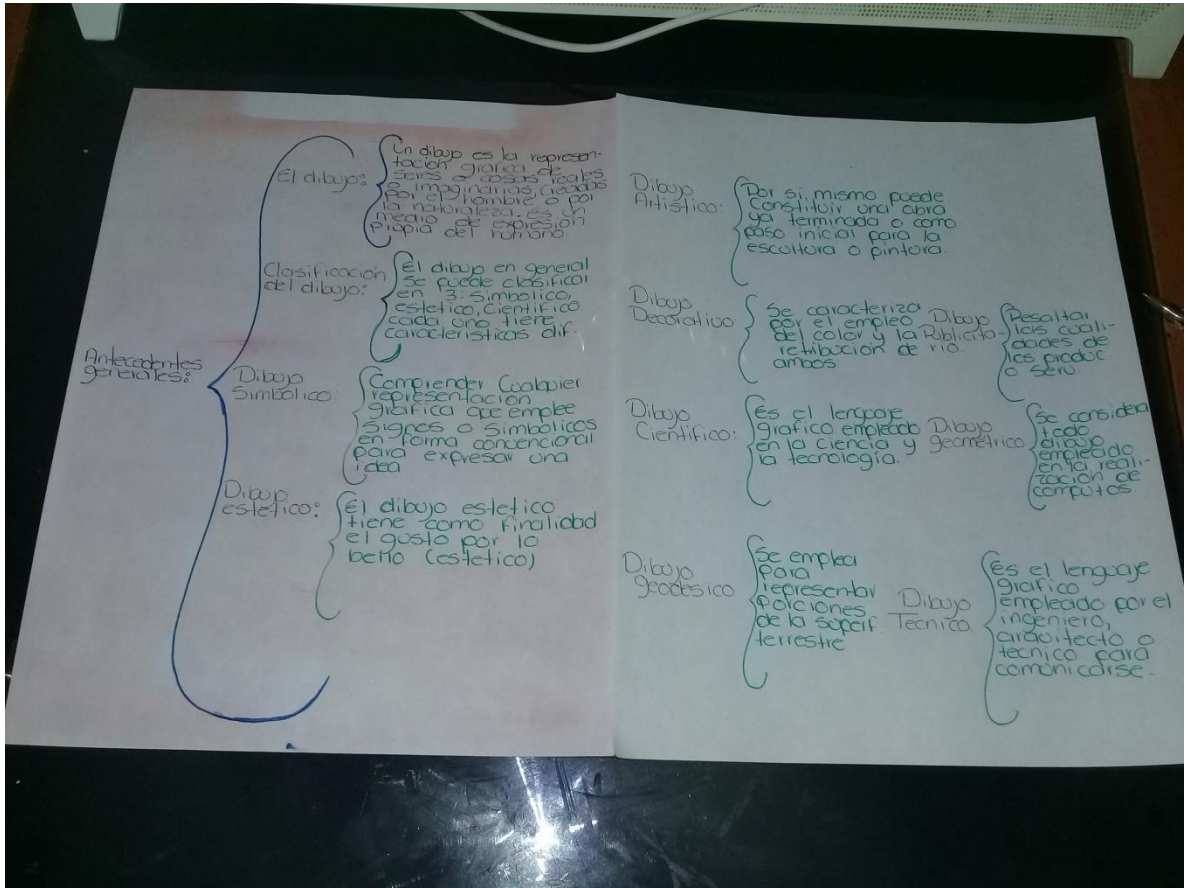 Antecedentes
generales:
El dibujo:
Un dibujo es la represen-
tación grafica de
seres o cosas reales
o imaginarias, creadas
por el hombre o por
la naturaleza. es un
medio de expresión
propia del humano
Clasificación
del dibujo:
El dibujo en general
se puede clasificar
en 3: simbolico,
estetico, cientifico
cada uno tiene
caracteristicas dif.
Dibujo
Simbolico:
Comprender Cualquier
representación
gráfica que emplee
signos o simbolicos
en forma concencional
para expresar una
idea
Dibujo
estetico:
El dibujo estetico
tiene como finalidad
el gusto por lo
bello (estetico)
Dibujo
Artistico:
Por si mismo puede
Constituir una obra
ya terminada o como
paso inicial para la
escultura o pintura.
Dibujo
Decorativo
Se caracteriza
por el empleo
del color y la
retibución de
ambos
Dibujo
Publicita-
rio.
Resaltar
las cuali-
dades de
los produc.
o serv
Dibujo
Cientifico:
es el lenguaje
grafico empleado
en la ciencia y
la tecnología.
Dibujo
geometrico
Se considera
todo
dibujo
empleado
en la reali-
zación de
computos.
Dibujo
geodesico
Se emplea
para
representar
porciones
de la superf.
terrestre
Dibujo
Tecnico.
es el lenguaje
grafico
empleado por el
ingeniero,
arquitecto o
tecnico para
comunicarse.